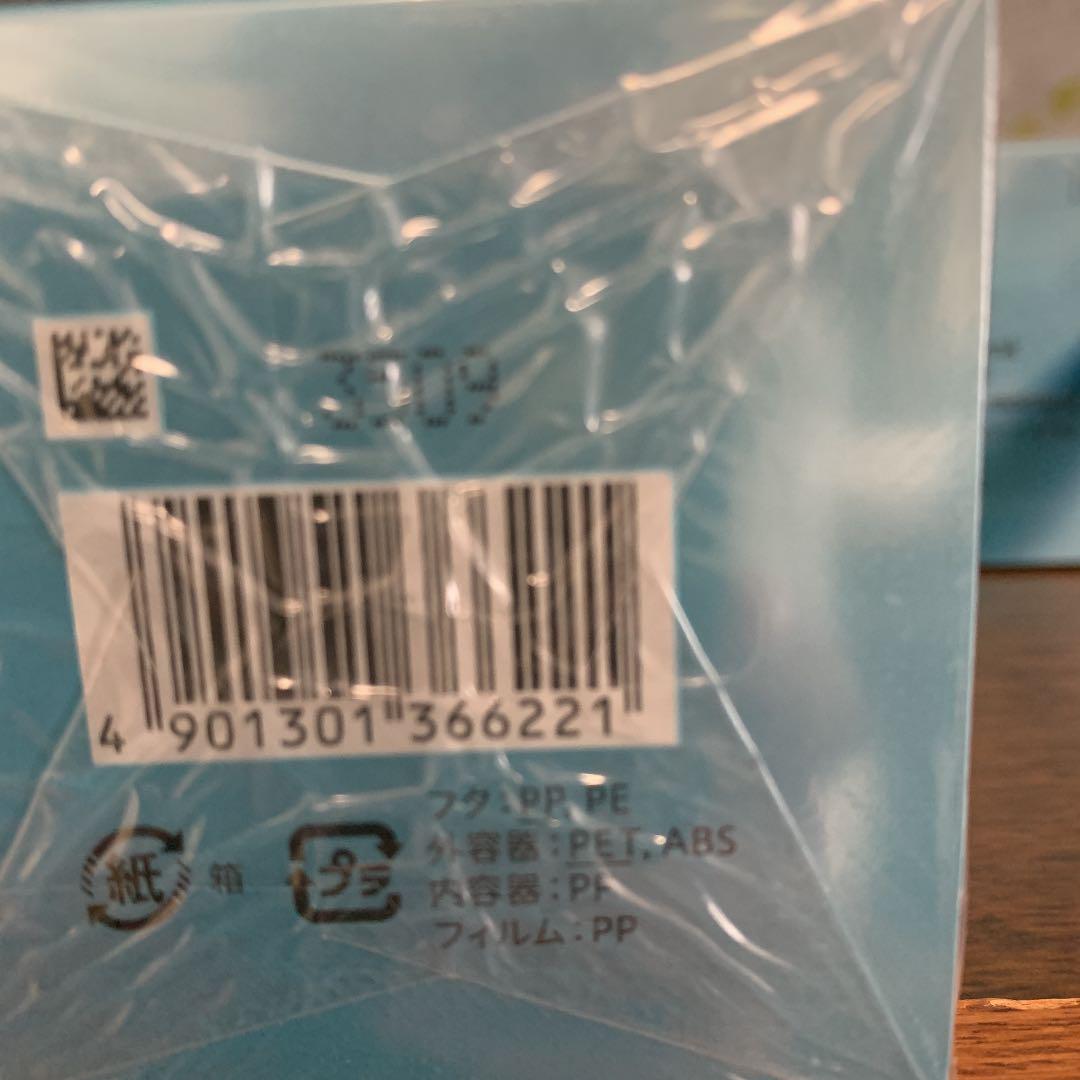 3509
4 901301 366221
フタ：PP, PE
外容器：PET, ABS
紙 箱 プラ 内容器：PP
フィルム：PP